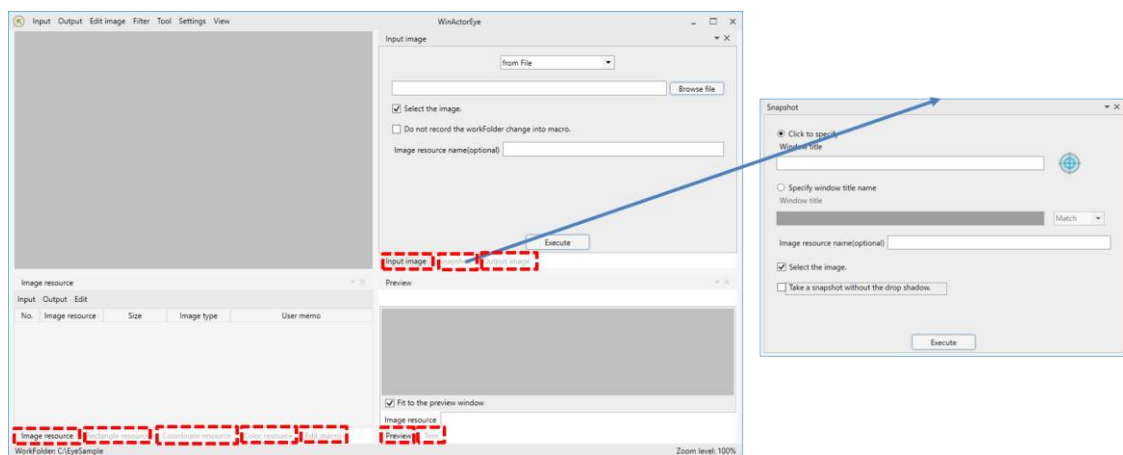 Input Output Edit image Filter Tool Settings View
WinActorEye
Input image
from File
Browse file
Select the image.
Do not record the workFolder change into macro.
Image resource name(optional)
Execute
Input image Snapshot Output image
Image resource
Input Output Edit
No. Image resource Size Image type User memo
Image resource Rectangle resource Coordinate resource Color resource Edit macro
WorkFolder: C:\EyeSample
Preview
Fit to the preview window
Image resource
Preview Trim
Zoom level: 100%
Snapshot
Click to specify
Window title
Specify window title name
Window title
Match
Image resource name(optional)
Select the image.
Take a snapshot without the drop shadow.
Execute